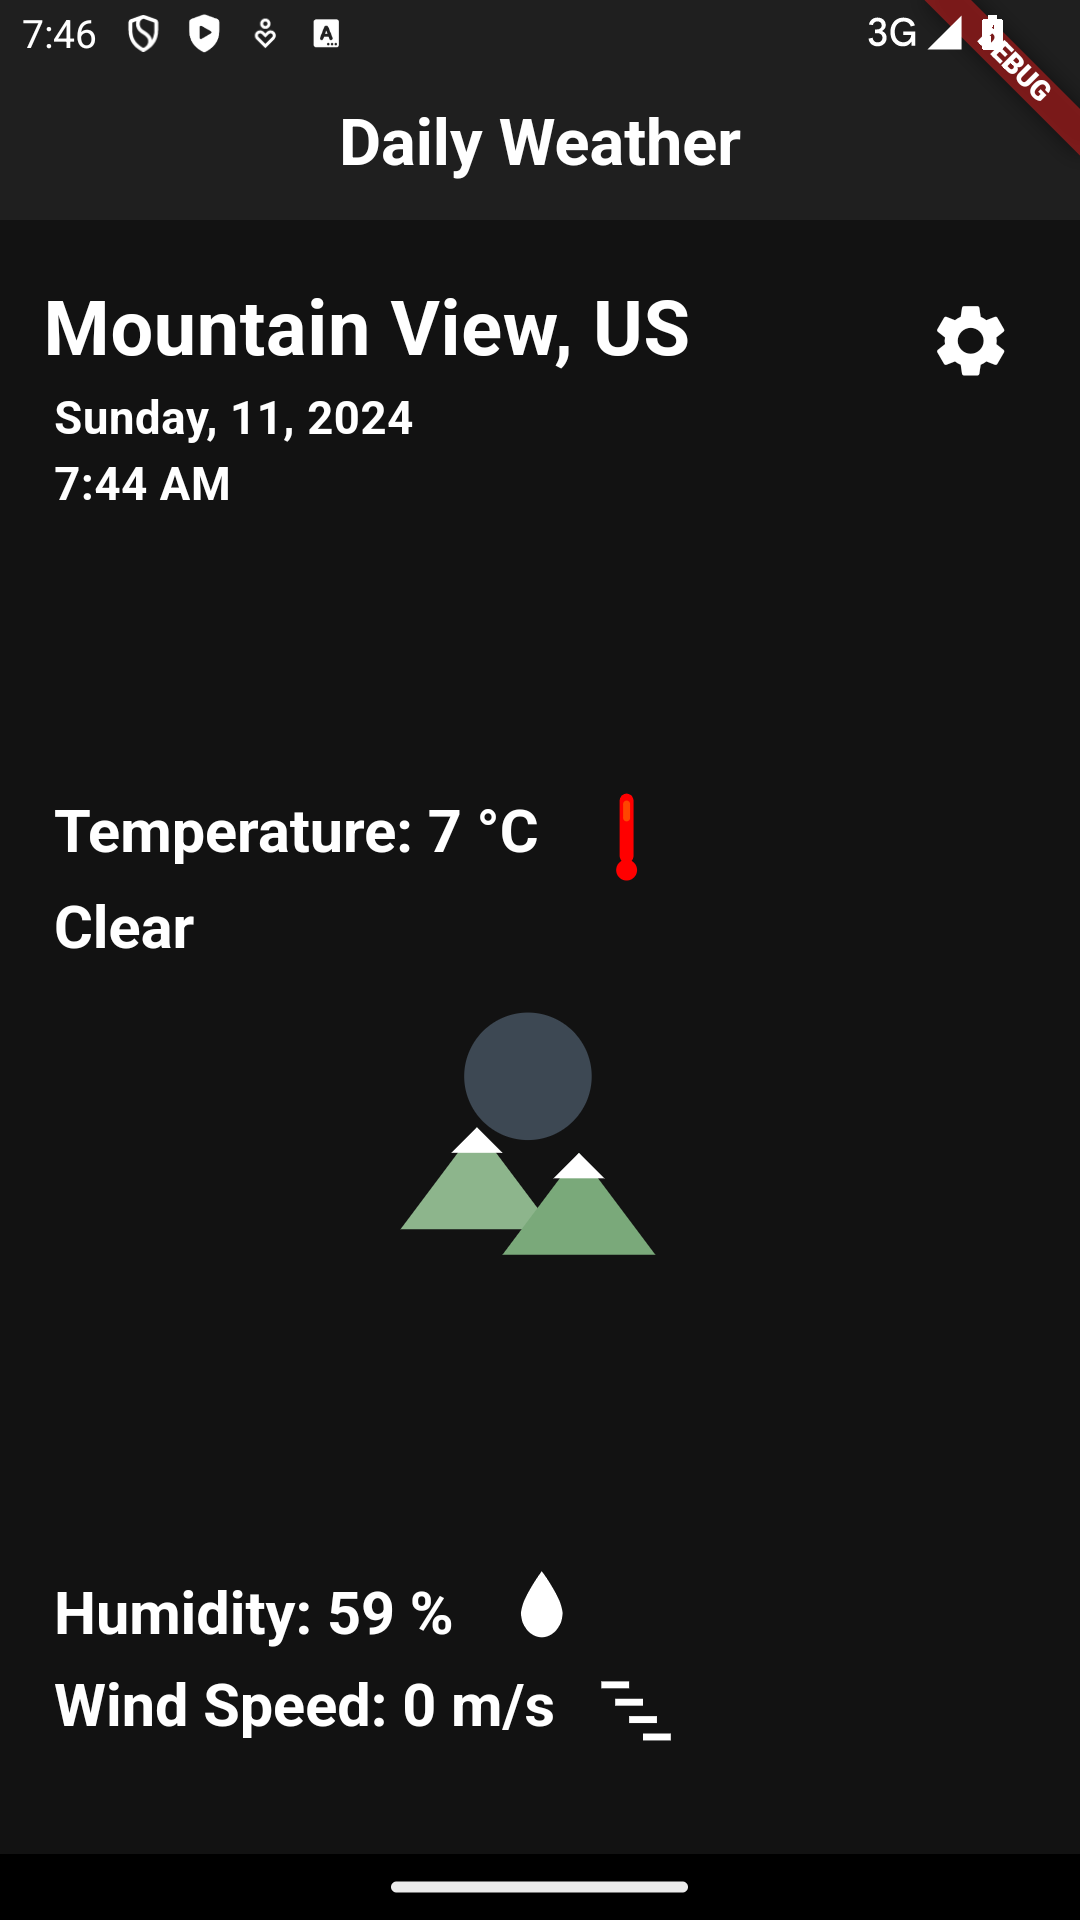 7:46
A
3G
DEBUG
Daily Weather
Mountain View, US
Sunday, 11, 2024
7:44 AM
Temperature: 7 °C
Clear
Humidity: 59 %
Wind Speed: 0 m/s